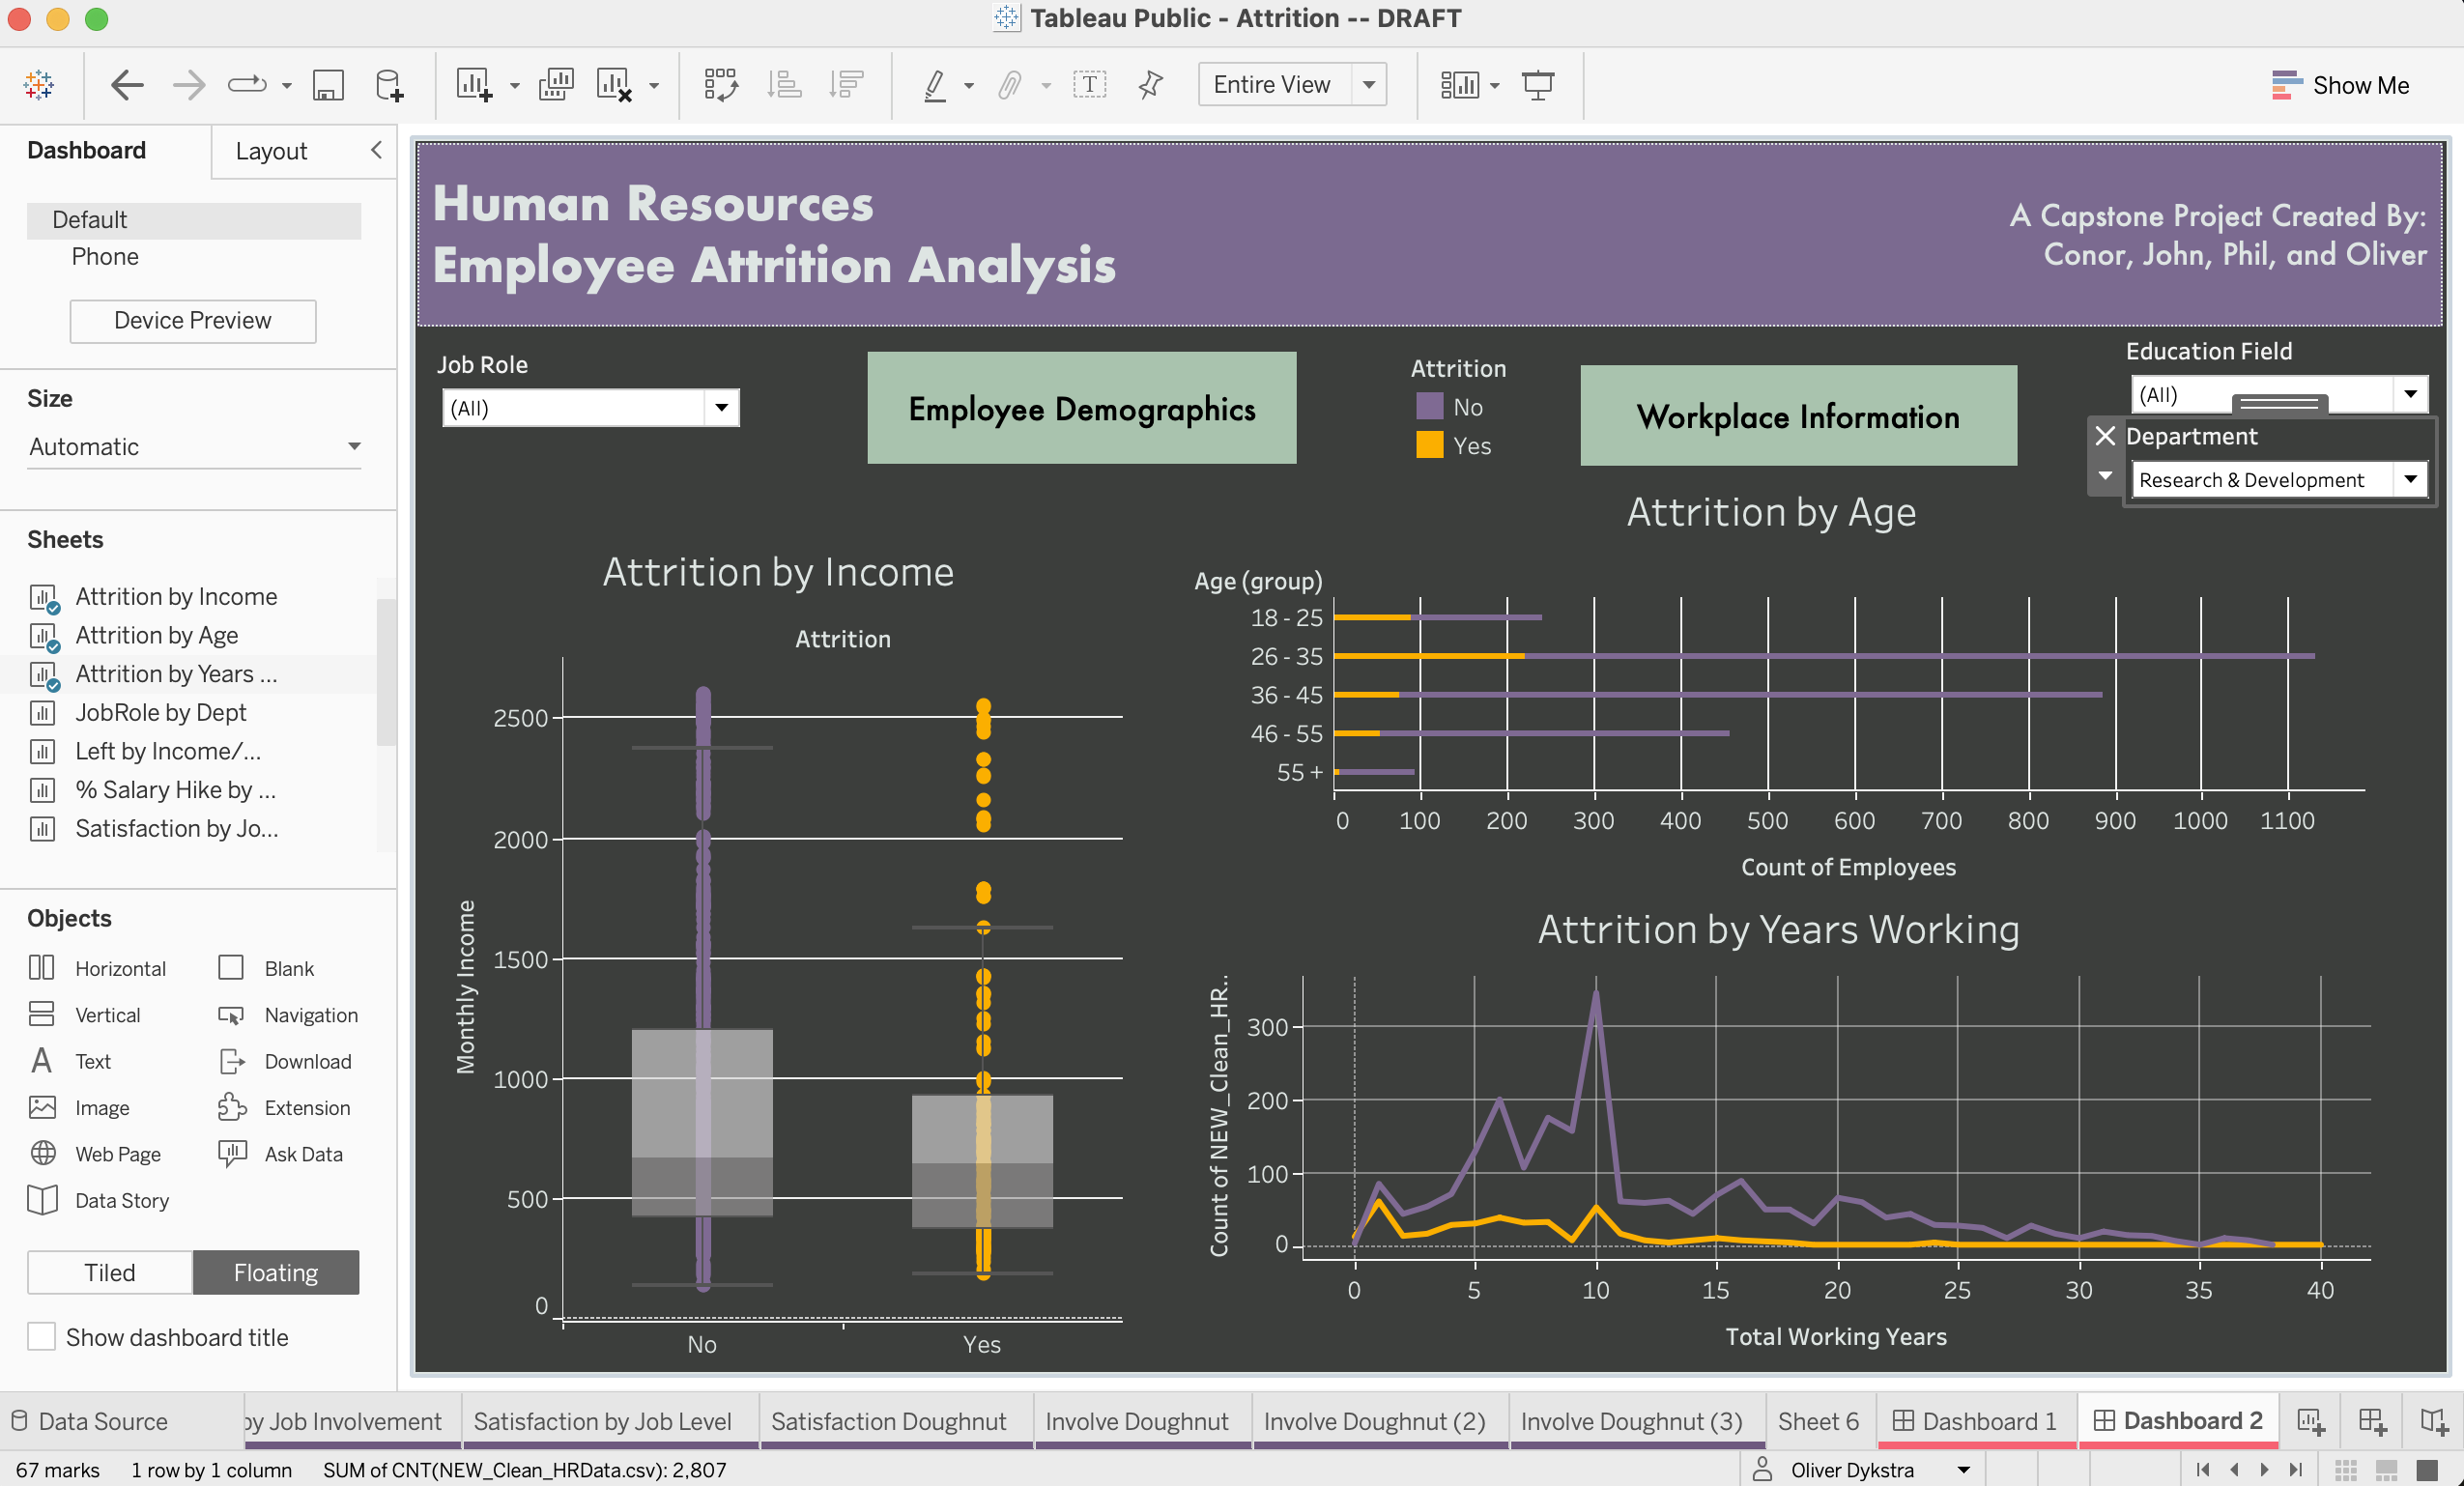 Tableau Public - Attrition -- DRAFT
Entire View
Show Me
Dashboard
Layout
Default
Phone
Device Preview
Size
Automatic
Sheets
Attrition by Income
Attrition by Age
Attrition by Years ...
JobRole by Dept
Left by Income/...
% Salary Hike by ...
Satisfaction by Jo...
Objects
Horizontal
Blank
Vertical
Navigation
Text
Download
Image
Extension
Web Page
Ask Data
Data Story
Tiled
Floating
Show dashboard title
Human Resources
Employee Attrition Analysis
A Capstone Project Created By:
Conor, John, Phil, and Oliver
Job Role
(All)
Employee Demographics
Attrition
No
Yes
Workplace Information
Education Field
(All)
Department
Research & Development
Attrition by Income
Attrition
Monthly Income
2500
2000
1500
1000
500
0
No
Yes
Attrition by Age
Age (group)
18 - 25
26 - 35
36 - 45
46 - 55
55 +
0 100 200 300 400 500 600 700 800 900 1000 1100
Count of Employees
Attrition by Years Working
Count of NEW_Clean_HR..
300
200
100
0
0 5 10 15 20 25 30 35 40
Total Working Years
Data Source
by Job Involvement
Satisfaction by Job Level
Satisfaction Doughnut
Involve Doughnut
Involve Doughnut (2)
Involve Doughnut (3)
Sheet 6
Dashboard 1
Dashboard 2
67 marks
1 row by 1 column
SUM of CNT(NEW_Clean_HRData.csv): 2,807
Oliver Dykstra